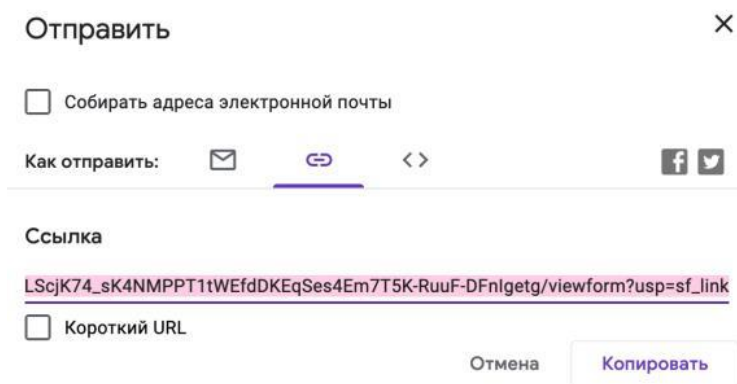 Отправить
Собирать адреса электронной почты
Как отправить:
Ссылка
LScjK74_sK4NMPPT1tWEfdDKEqSes4Em7T5K-RuuF-DFnIgetg/viewform?usp=sf_link
Короткий URL
Отмена Копировать